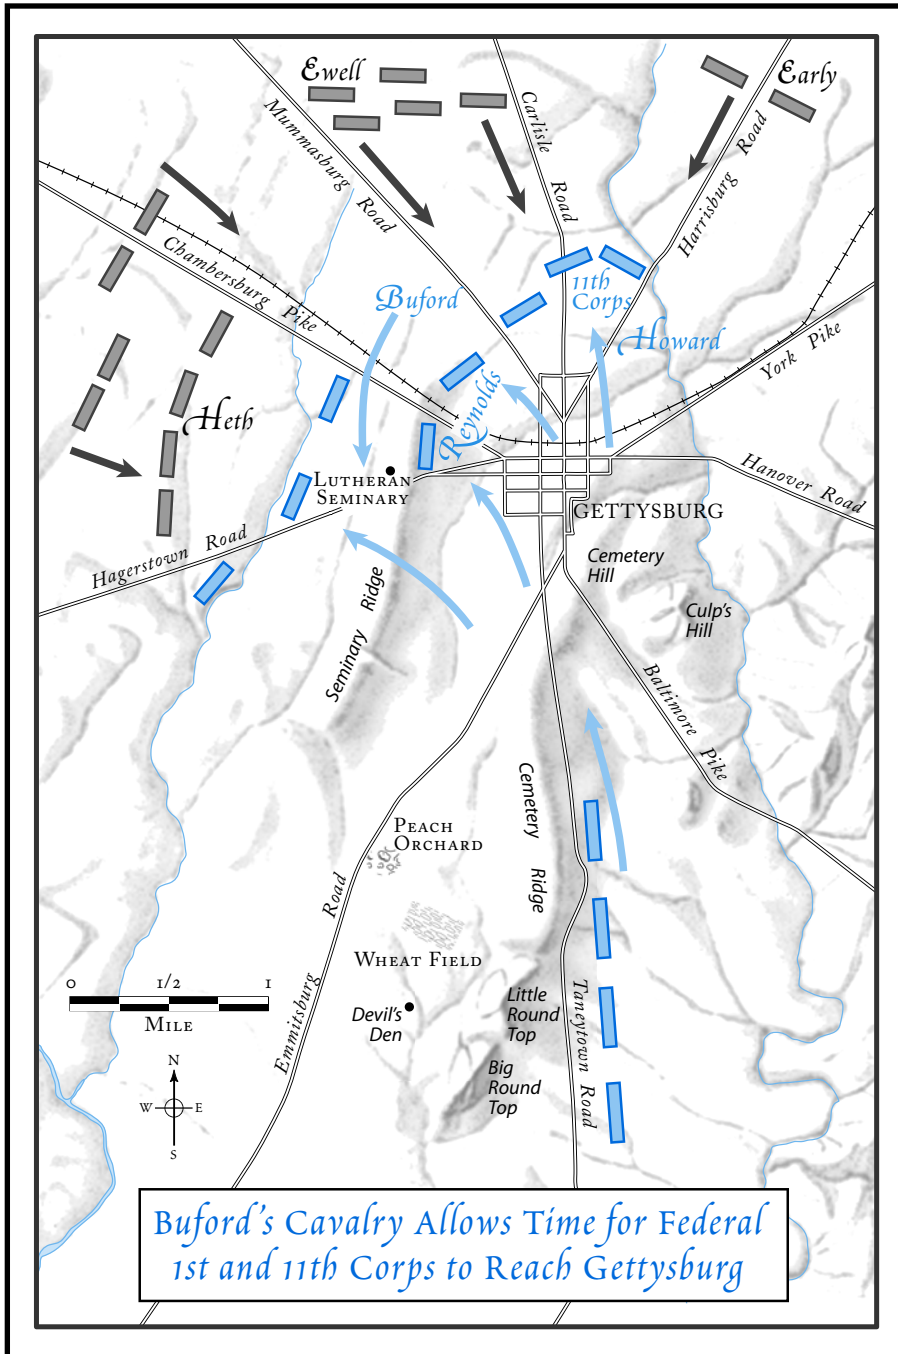 Ewell
Early
Mummasburg
Road
Carlisle
Road
Harrisburg
Road
Chambersburg
Pike
Buford
11th
Corps
Howard
York Pike
Reynolds
Heth
Lutheran
Seminary
Hanover Road
Gettysburg
Hagerstown Road
Cemetery
Hill
Culp's
Hill
Seminary Ridge
Baltimore
Pike
Cemetery
Ridge
Peach
Orchard
Emmitsburg
Road
Wheat Field
0 1/2 1
Mile
Devil's
Den
Little
Round
Top
Taneytown Road
Big
Round
Top
N
W E
S
Buford's Cavalry Allows Time for Federal
1st and 11th Corps to Reach Gettysburg